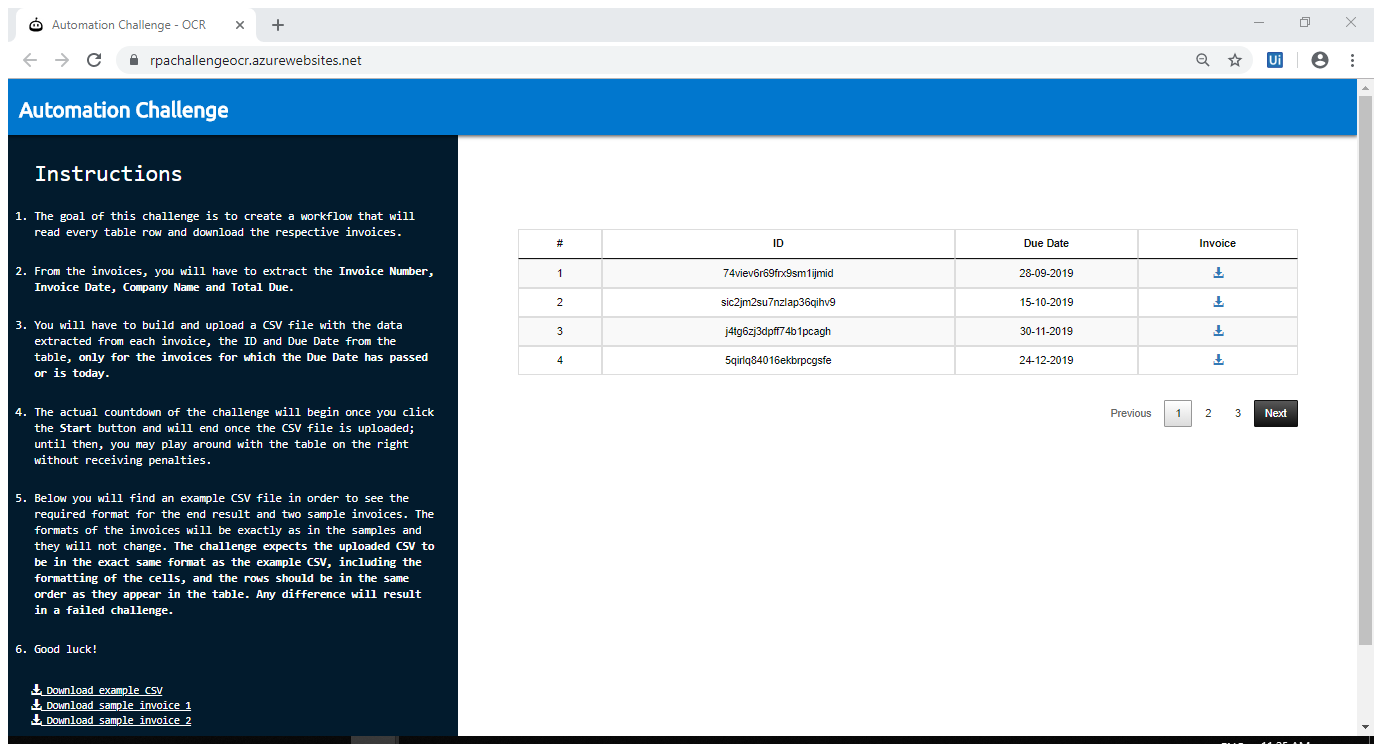 Automation Challenge - OCR
rpachallengeocr.azurewebsites.net
Ui
Automation Challenge
Instructions
1. The goal of this challenge is to create a workflow that will
read every table row and download the respective invoices.
2. From the invoices, you will have to extract the Invoice Number,
Invoice Date, Company Name and Total Due.
3. You will have to build and upload a CSV file with the data
extracted from each invoice, the ID and Due Date from the
table, only for the invoices for which the Due Date has passed
or is today.
4. The actual countdown of the challenge will begin once you click
the Start button and will end once the CSV file is uploaded;
until then, you may play around with the table on the right
without receiving penalties.
5. Below you will find an example CSV file in order to see the
required format for the end result and two sample invoices. The
formats of the invoices will be exactly as in the samples and
they will not change. The challenge expects the uploaded CSV to
be in the exact same format as the example CSV, including the
formatting of the cells, and the rows should be in the same
order as they appear in the table. Any difference will result
in a failed challenge.
6. Good luck!
Download example CSV
Download sample invoice 1
Download sample invoice 2
# ID Due Date Invoice
1 74viev6r69frx9sm1ijmid 28-09-2019
2 sic2jm2su7nzlap36qihv9 15-10-2019
3 j4tg6zj3dpff74b1pcagh 30-11-2019
4 5qirlq84016ekbrpcgsfe 24-12-2019
Previous 1 2 3 Next